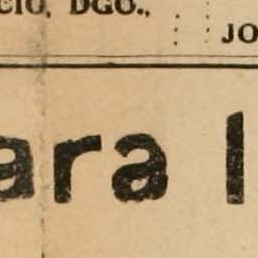 CIO, DGO.,
JO
ara l